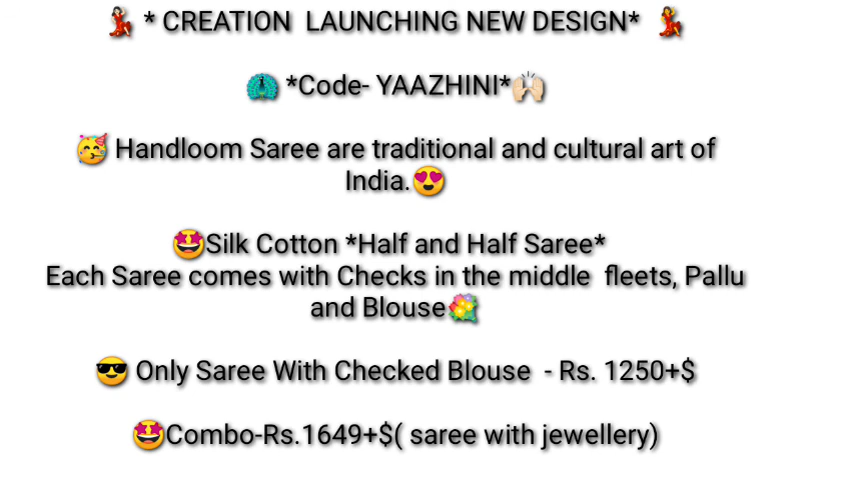 💃 * CREATION  LAUNCHING NEW DESIGN*  💃
🦚 *Code- YAAZHINI*🙌🏻
🥳 Handloom Saree are traditional and cultural art of
India.😍
🤩Silk Cotton *Half and Half Saree*
Each Saree comes with Checks in the middle  fleets, Pallu
and Blouse💐
😎 Only Saree With Checked Blouse  - Rs. 1250+$
🤩Combo-Rs.1649+$( saree with jewellery)